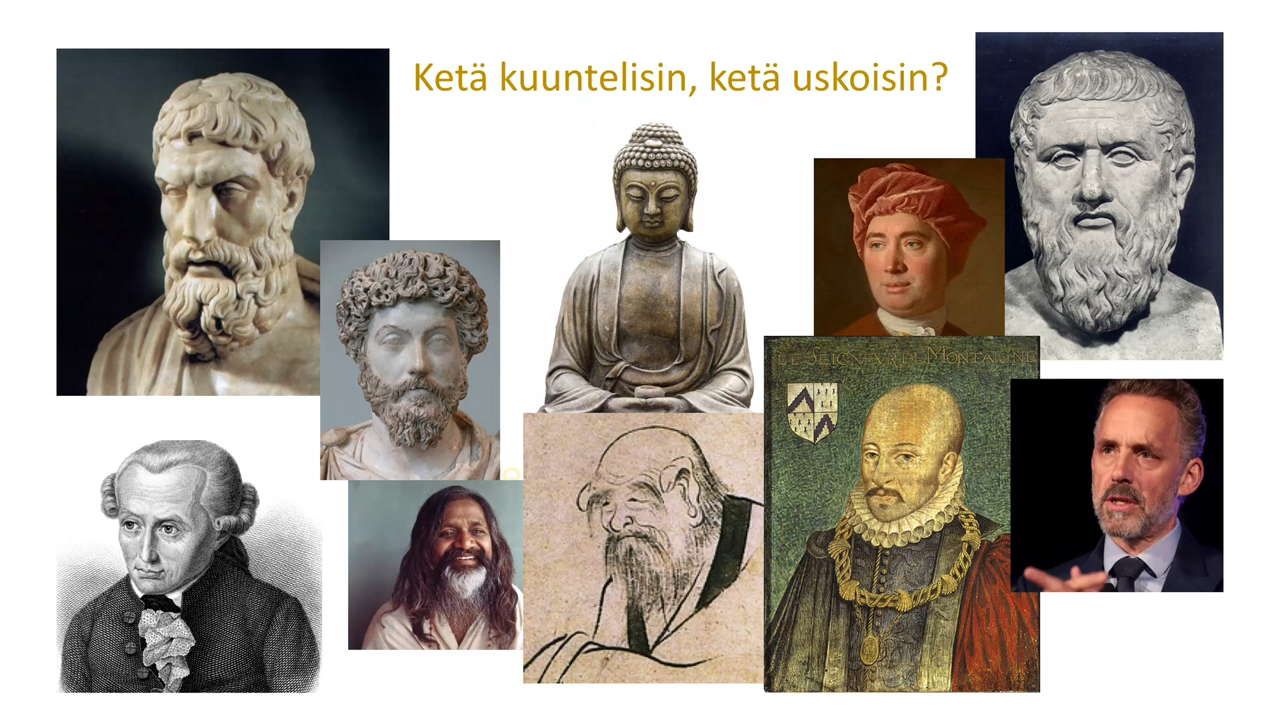 Ketä kuuntelisin, ketä uskoisin?
LE SEIGNEVR DE MONTAIGNE
e